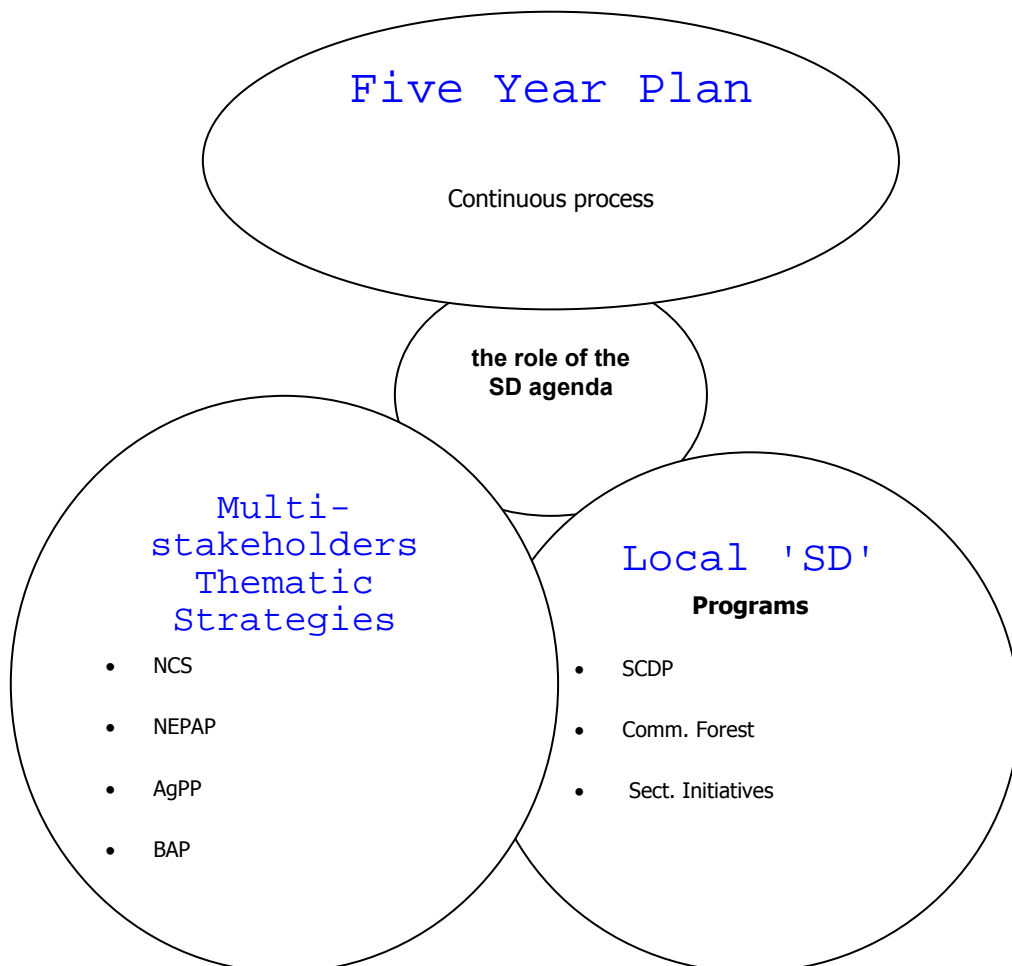 Five Year Plan
Continuous process
the role of the
SD agenda
Multi-
stakeholders
Thematic
Strategies
• NCS
• NEPAP
• AgPP
• BAP
Local 'SD'
Programs
• SCDP
• Comm. Forest
• Sect. Initiatives